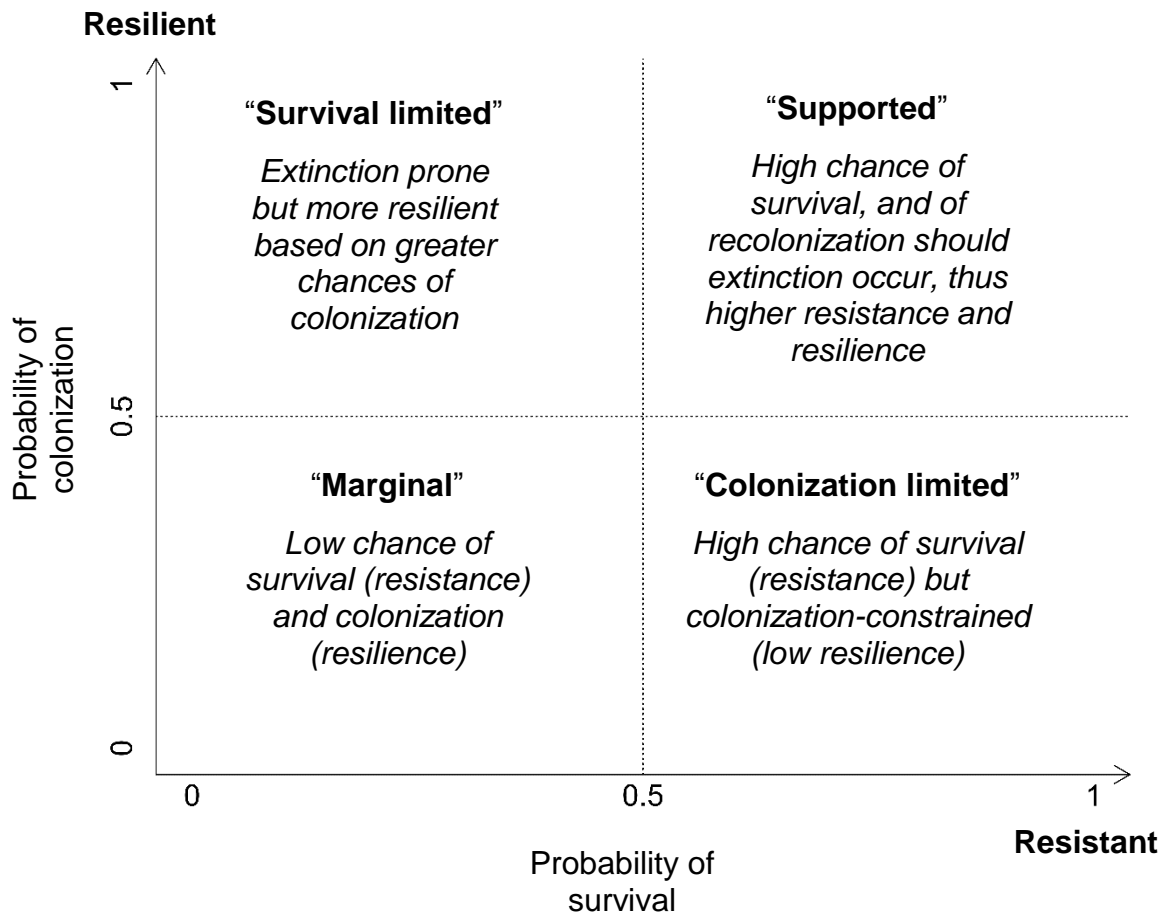 Resilient
1
“Survival limited”
Extinction prone
but more resilient
based on greater
chances of
colonization
“Supported”
High chance of
survival, and of
recolonization should
extinction occur, thus
higher resistance and
resilience
Probability of
colonization
0.5
“Marginal”
Low chance of
survival (resistance)
and colonization
(resilience)
“Colonization limited”
High chance of survival
(resistance) but
colonization-constrained
(low resilience)
0
0
0.5
1
Resistant
Probability of
survival